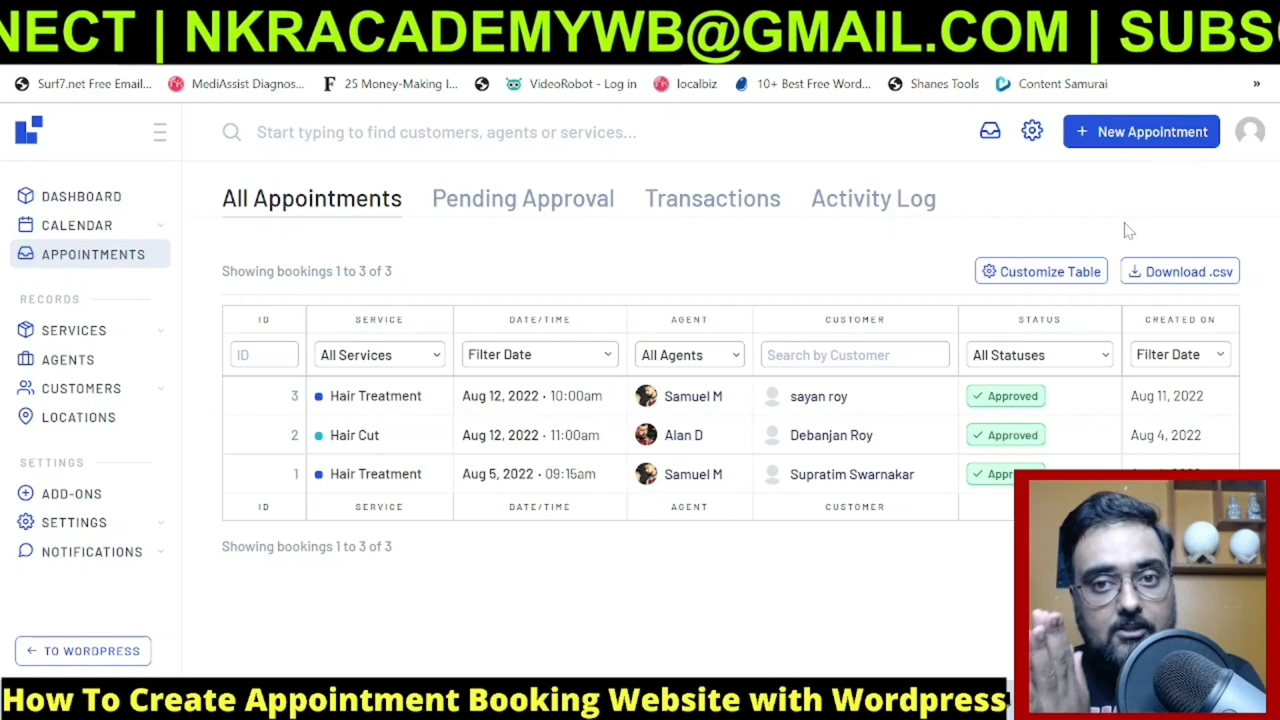 NECT | NKRACADEMYWB@GMAIL.COM | SUBS
Surf7.net Free Email... MediAssist Diagnos... 25 Money-Making I... VideoRobot - Log in localbiz 10+ Best Free Word... Shanes Tools Content Samurai »
Start typing to find customers, agents or services... + New Appointment
DASHBOARD
CALENDAR
APPOINTMENTS
RECORDS
SERVICES
AGENTS
CUSTOMERS
LOCATIONS
SETTINGS
ADD-ONS
SETTINGS
NOTIFICATIONS
← TO WORDPRESS
All Appointments Pending Approval Transactions Activity Log
Showing bookings 1 to 3 of 3 Customize Table Download .csv
ID SERVICE DATE/TIME AGENT CUSTOMER STATUS CREATED ON
ID All Services Filter Date All Agents Search by Customer All Statuses Filter Date
3 Hair Treatment Aug 12, 2022 · 10:00am Samuel M sayan roy Approved Aug 11, 2022
2 Hair Cut Aug 12, 2022 · 11:00am Alan D Debanjan Roy Approved Aug 4, 2022
1 Hair Treatment Aug 5, 2022 · 09:15am Samuel M Supratim Swarnakar
ID SERVICE DATE/TIME AGENT CUSTOMER
Showing bookings 1 to 3 of 3
How To Create Appointment Booking Website with Wordpress